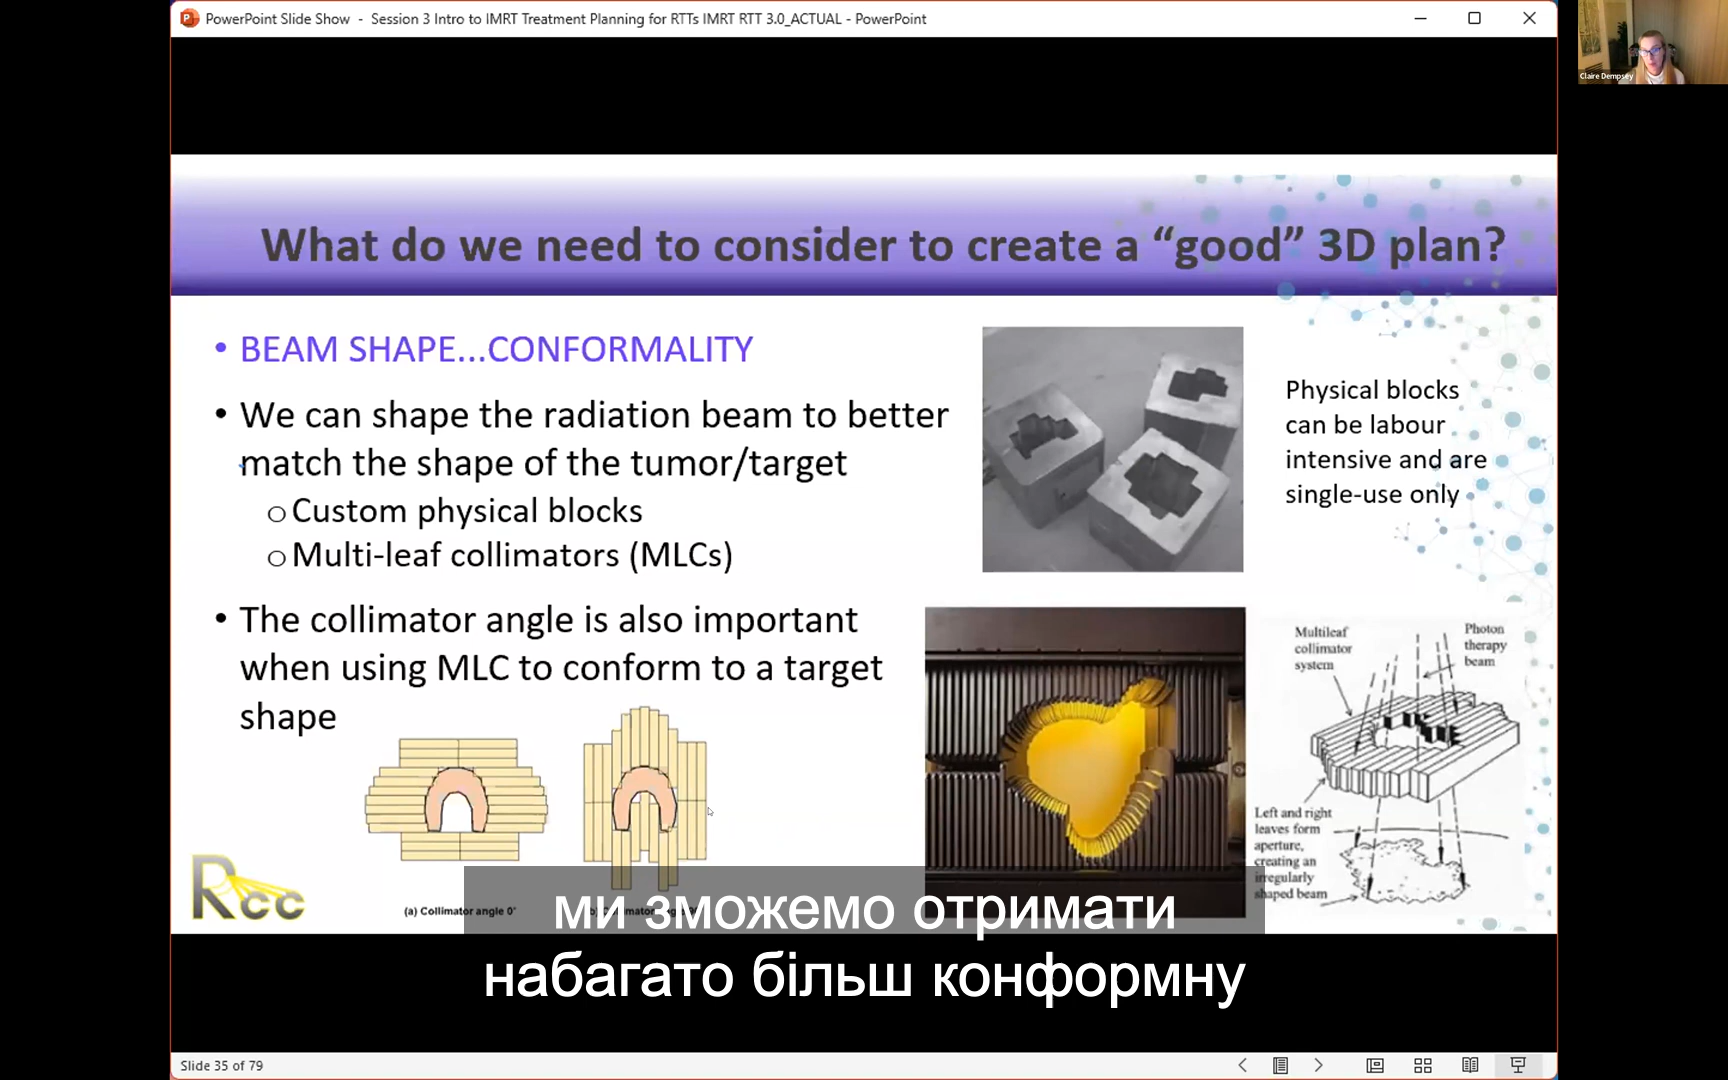 PowerPoint Slide Show - Session 3 Intro to IMRT Treatment Planning for RTTs IMRT RTT 3.0_ACTUAL - PowerPoint
Claire Dempsey
What do we need to consider to create a “good” 3D plan?
• BEAM SHAPE...CONFORMALITY
• We can shape the radiation beam to better
match the shape of the tumor/target
o Custom physical blocks
o Multi-leaf collimators (MLCs)
• The collimator angle is also important
when using MLC to conform to a target
shape
Physical blocks
can be labour
intensive and are
single-use only
Multileaf
collimator
system
Photon
therapy
beam
Left and right
leaves form
aperture,
creating an
irregularly
shaped beam
(a) Collimator angle 0°
Rcc
ми зможемо отримати
набагато більш конформну
Slide 35 of 79